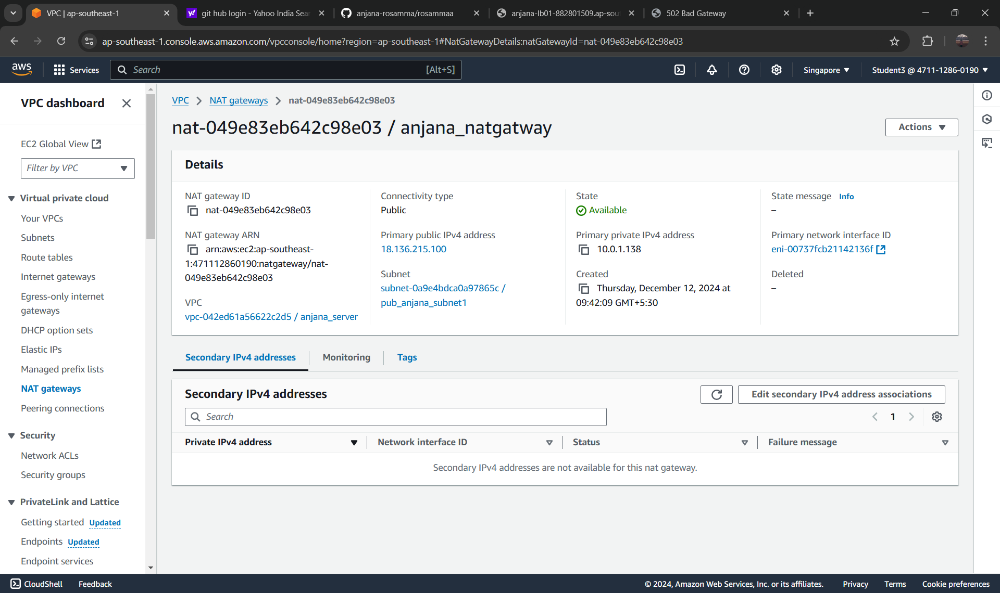 VPC | ap-southeast-1
git hub login - Yahoo India Sear
anjana-rosamma/rosammaa
anjana-lb01-882801509.ap-sou
502 Bad Gateway
ap-southeast-1.console.aws.amazon.com/vpcconsole/home?region=ap-southeast-1#NatGatewayDetails:natGatewayId=nat-049e83eb642c98e03
aws
Services
Search
[Alt+S]
Singapore
Student3 @ 4711-1286-0190
VPC dashboard
EC2 Global View
Filter by VPC
Virtual private cloud
Your VPCs
Subnets
Route tables
Internet gateways
Egress-only internet
gateways
DHCP option sets
Elastic IPs
Managed prefix lists
NAT gateways
Peering connections
Security
Network ACLs
Security groups
PrivateLink and Lattice
Getting started Updated
Endpoints Updated
Endpoint services
VPC > NAT gateways > nat-049e83eb642c98e03
nat-049e83eb642c98e03 / anjana_natgatway
Actions
Details
NAT gateway ID
nat-049e83eb642c98e03
NAT gateway ARN
arn:aws:ec2:ap-southeast-
1:471112860190:natgateway/nat-
049e83eb642c98e03
VPC
vpc-042ed61a56622c2d5 / anjana_server
Connectivity type
Public
Primary public IPv4 address
18.136.215.100
Subnet
subnet-0a9e4bdca0a97865c /
pub_anjana_subnet1
State
Available
Primary private IPv4 address
10.0.1.138
Created
Thursday, December 12, 2024 at
09:42:09 GMT+5:30
State message Info
–
Primary network interface ID
eni-00737fcb21142136f
Deleted
–
Secondary IPv4 addresses
Monitoring
Tags
Secondary IPv4 addresses
Edit secondary IPv4 address associations
Search
1
Private IPv4 address
Network interface ID
Status
Failure message
Secondary IPv4 addresses are not available for this nat gateway.
CloudShell
Feedback
© 2024, Amazon Web Services, Inc. or its affiliates.
Privacy
Terms
Cookie preferences